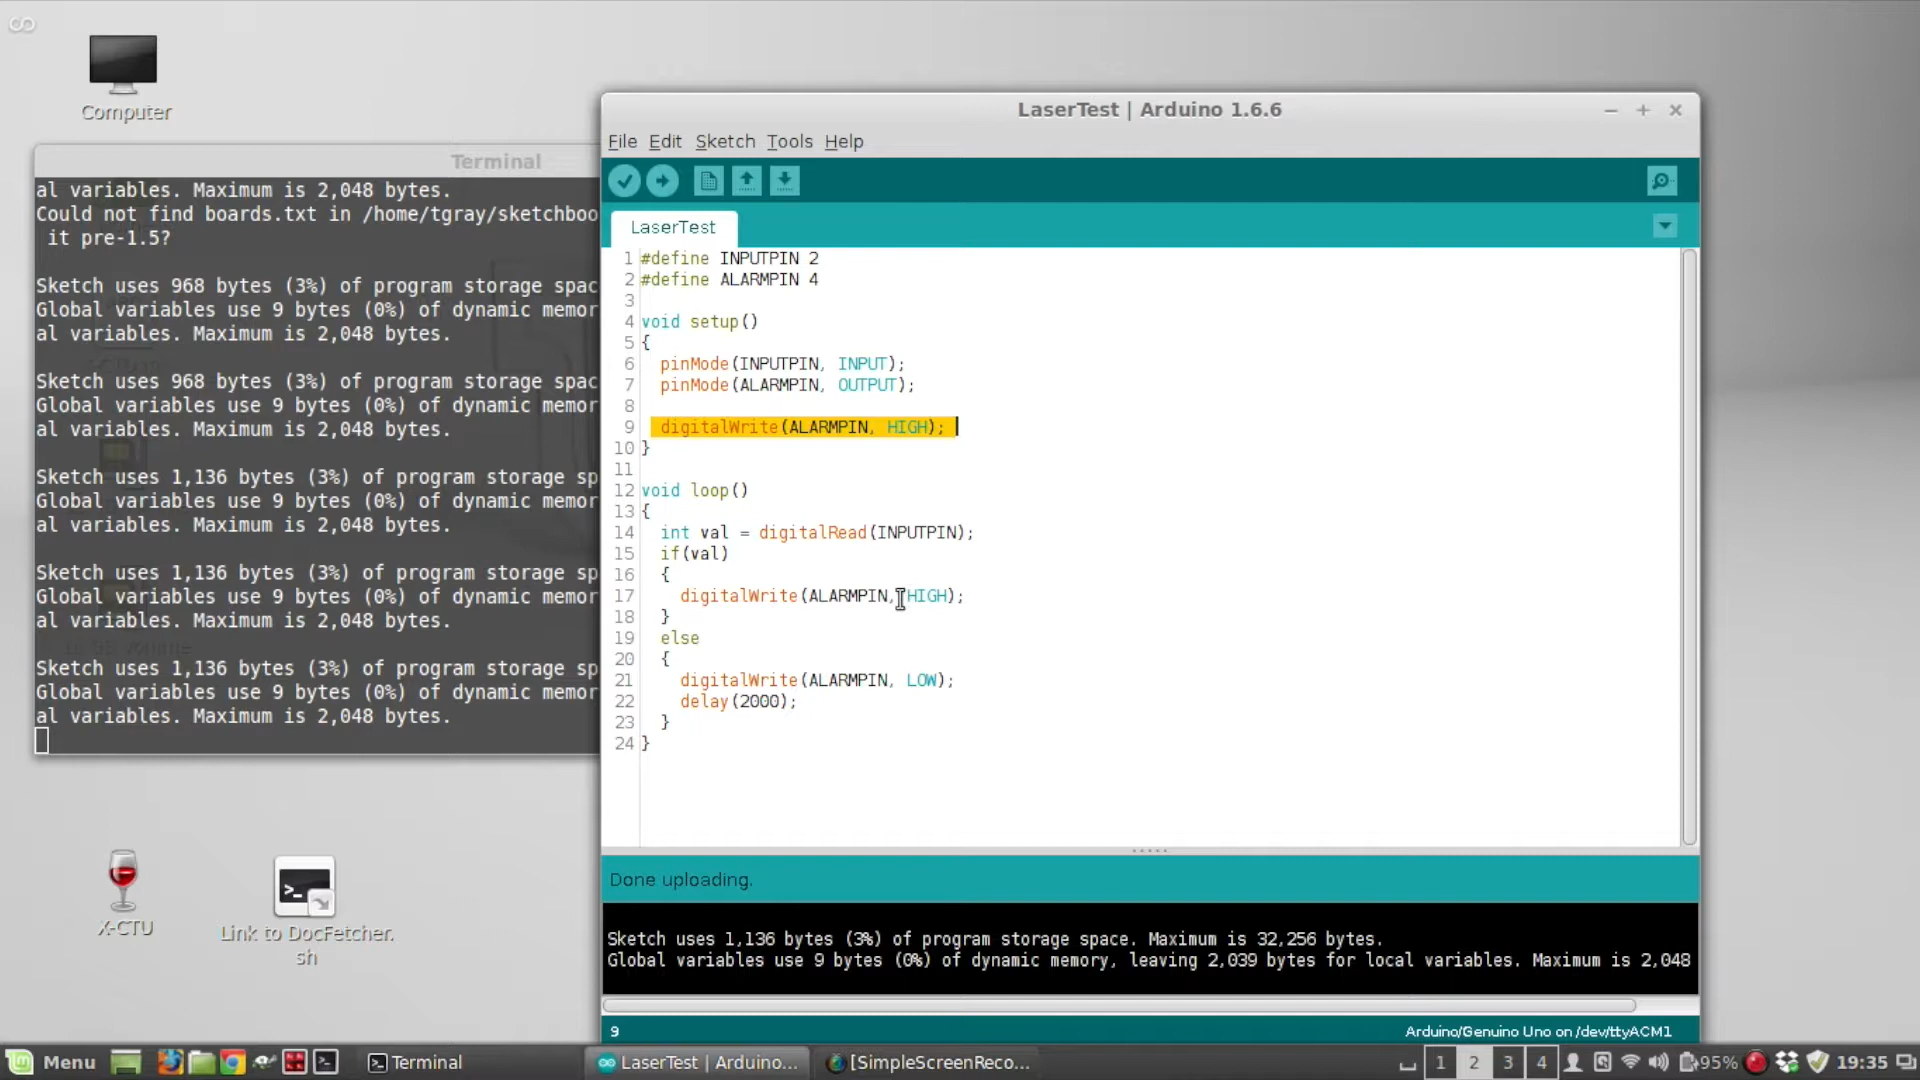 Computer
Terminal
al variables. Maximum is 2,048 bytes.
Could not find boards.txt in /home/tgray/sketchboo
it pre-1.5?
Sketch uses 968 bytes (3%) of program storage spac
Global variables use 9 bytes (0%) of dynamic memor
al variables. Maximum is 2,048 bytes.
Sketch uses 968 bytes (3%) of program storage spac
Global variables use 9 bytes (0%) of dynamic memor
al variables. Maximum is 2,048 bytes.
Sketch uses 1,136 bytes (3%) of program storage sp
Global variables use 9 bytes (0%) of dynamic memor
al variables. Maximum is 2,048 bytes.
Sketch uses 1,136 bytes (3%) of program storage sp
Global variables use 9 bytes (0%) of dynamic memor
al variables. Maximum is 2,048 bytes.
Sketch uses 1,136 bytes (3%) of program storage sp
Global variables use 9 bytes (0%) of dynamic memor
al variables. Maximum is 2,048 bytes.
X-CTU
Link to DocFetcher.
sh
LaserTest | Arduino 1.6.6
File Edit Sketch Tools Help
LaserTest
1 #define INPUTPIN 2
2 #define ALARMPIN 4
3
4 void setup()
5 {
6 pinMode(INPUTPIN, INPUT);
7 pinMode(ALARMPIN, OUTPUT);
8
9 digitalWrite(ALARMPIN, HIGH);
10 }
11
12 void loop()
13 {
14 int val = digitalRead(INPUTPIN);
15 if(val)
16 {
17 digitalWrite(ALARMPIN, HIGH);
18 }
19 else
20 {
21 digitalWrite(ALARMPIN, LOW);
22 delay(2000);
23 }
24 }
Done uploading.
Sketch uses 1,136 bytes (3%) of program storage space. Maximum is 32,256 bytes.
Global variables use 9 bytes (0%) of dynamic memory, leaving 2,039 bytes for local variables. Maximum is 2,048
9 Arduino/Genuino Uno on /dev/ttyACM1
Menu Terminal LaserTest | Arduino... [SimpleScreenReco... 1 2 3 4 95% 19:35